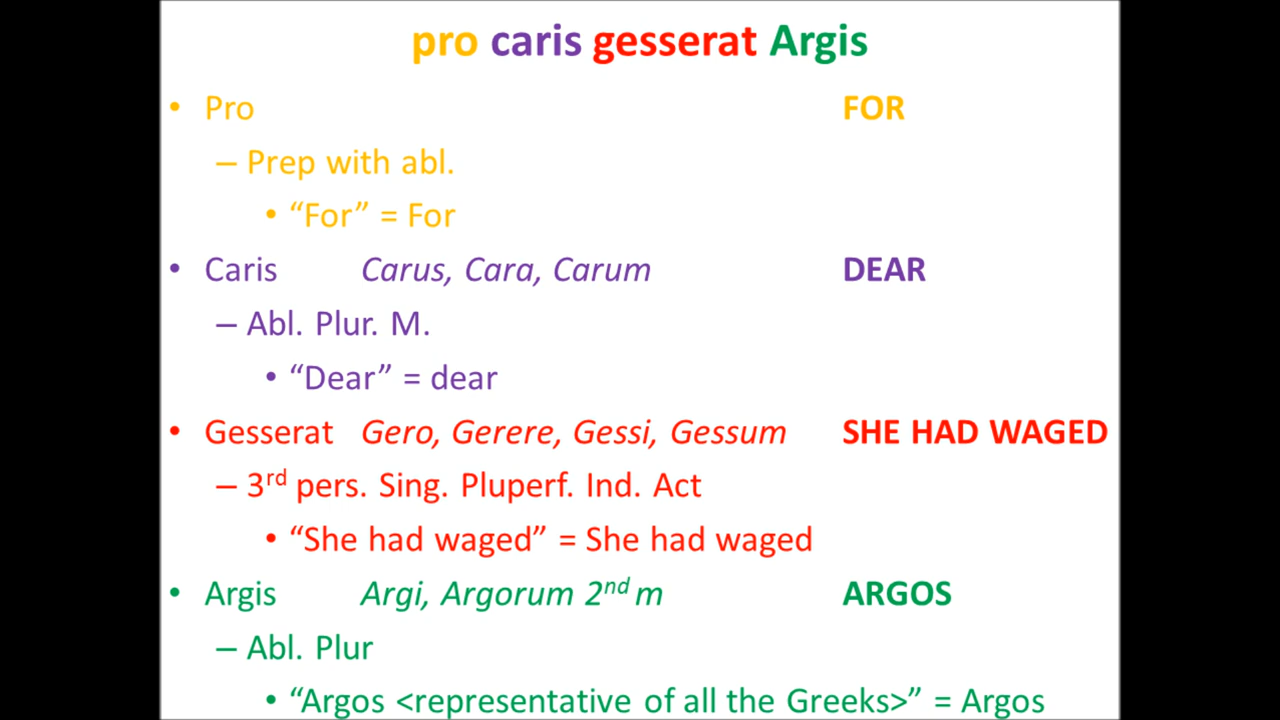 pro caris gesserat Argis
• Pro FOR
– Prep with abl.
• “For” = For
• Caris Carus, Cara, Carum DEAR
– Abl. Plur. M.
• “Dear” = dear
• Gesserat Gero, Gerere, Gessi, Gessum SHE HAD WAGED
– 3rd pers. Sing. Pluperf. Ind. Act
• “She had waged” = She had waged
• Argis Argi, Argorum 2nd m ARGOS
– Abl. Plur
• “Argos <representative of all the Greeks>” = Argos